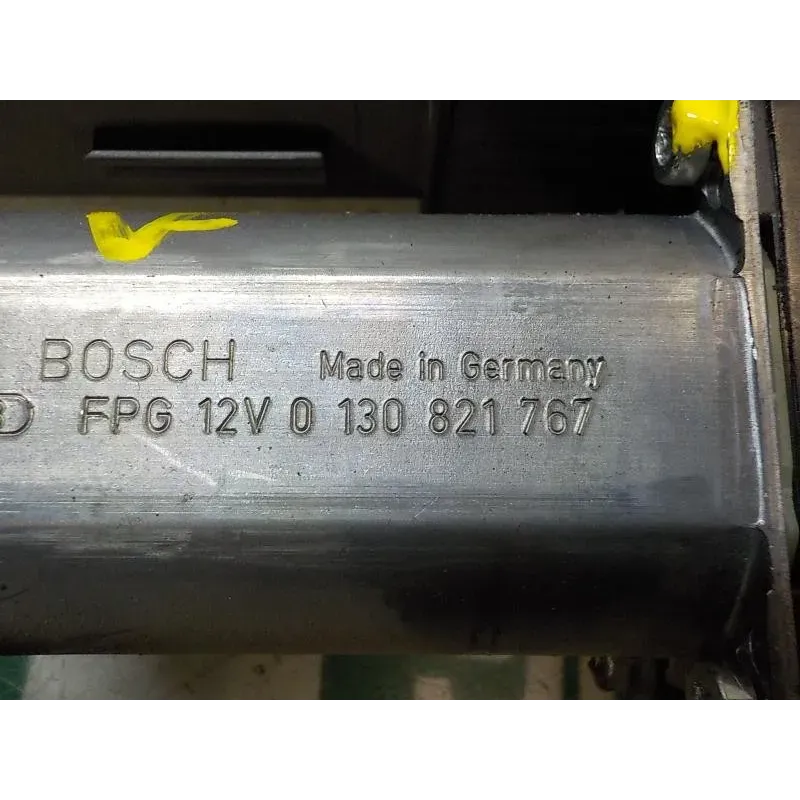 BOSCH Made in Germany
FPG 12V 0 130 821 767